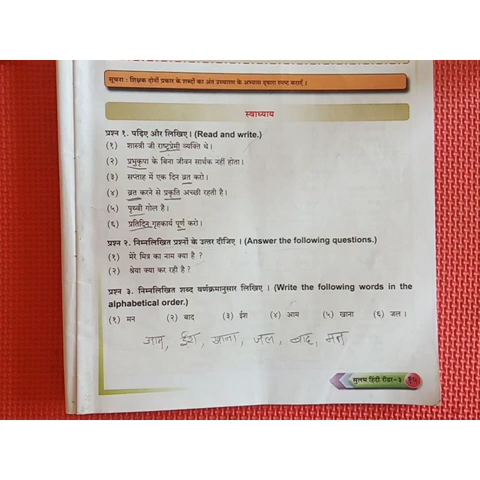 सूचना : शिक्षक दोनों प्रकार के शब्दों का अंत उच्चारण के अभ्यास द्वारा स्पष्ट कराएँ ।
स्वाध्याय
प्रश्न १. पढ़िए और लिखिए । (Read and write.)
(१) शास्त्री जी राष्ट्रप्रेमी व्यक्ति थे ।
(२) प्रभुकृपा के बिना जीवन सार्थक नहीं होता ।
(३) सप्ताह में एक दिन व्रत करो ।
(४) व्रत करने से प्रकृति अच्छी रहती है ।
(५) पृथ्वी गोल है ।
(६) प्रतिदिन गृहकार्य पूर्ण करो ।
प्रश्न २. निम्नलिखित प्रश्नों के उत्तर दीजिए । (Answer the following questions.)
(१) मेरे मित्र का नाम क्या है ?
(२) श्रेया क्या कर रही है ?
प्रश्न ३. निम्नलिखित शब्द वर्णक्रमानुसार लिखिए । (Write the following words in the
alphabetical order.)
(१) मन (२) बाद (३) ईश (४) आम (५) खाना (६) जल ।
आम, ईश, खाना, जल, बाद, मन
सुलभ हिंदी रीडर-३ १५